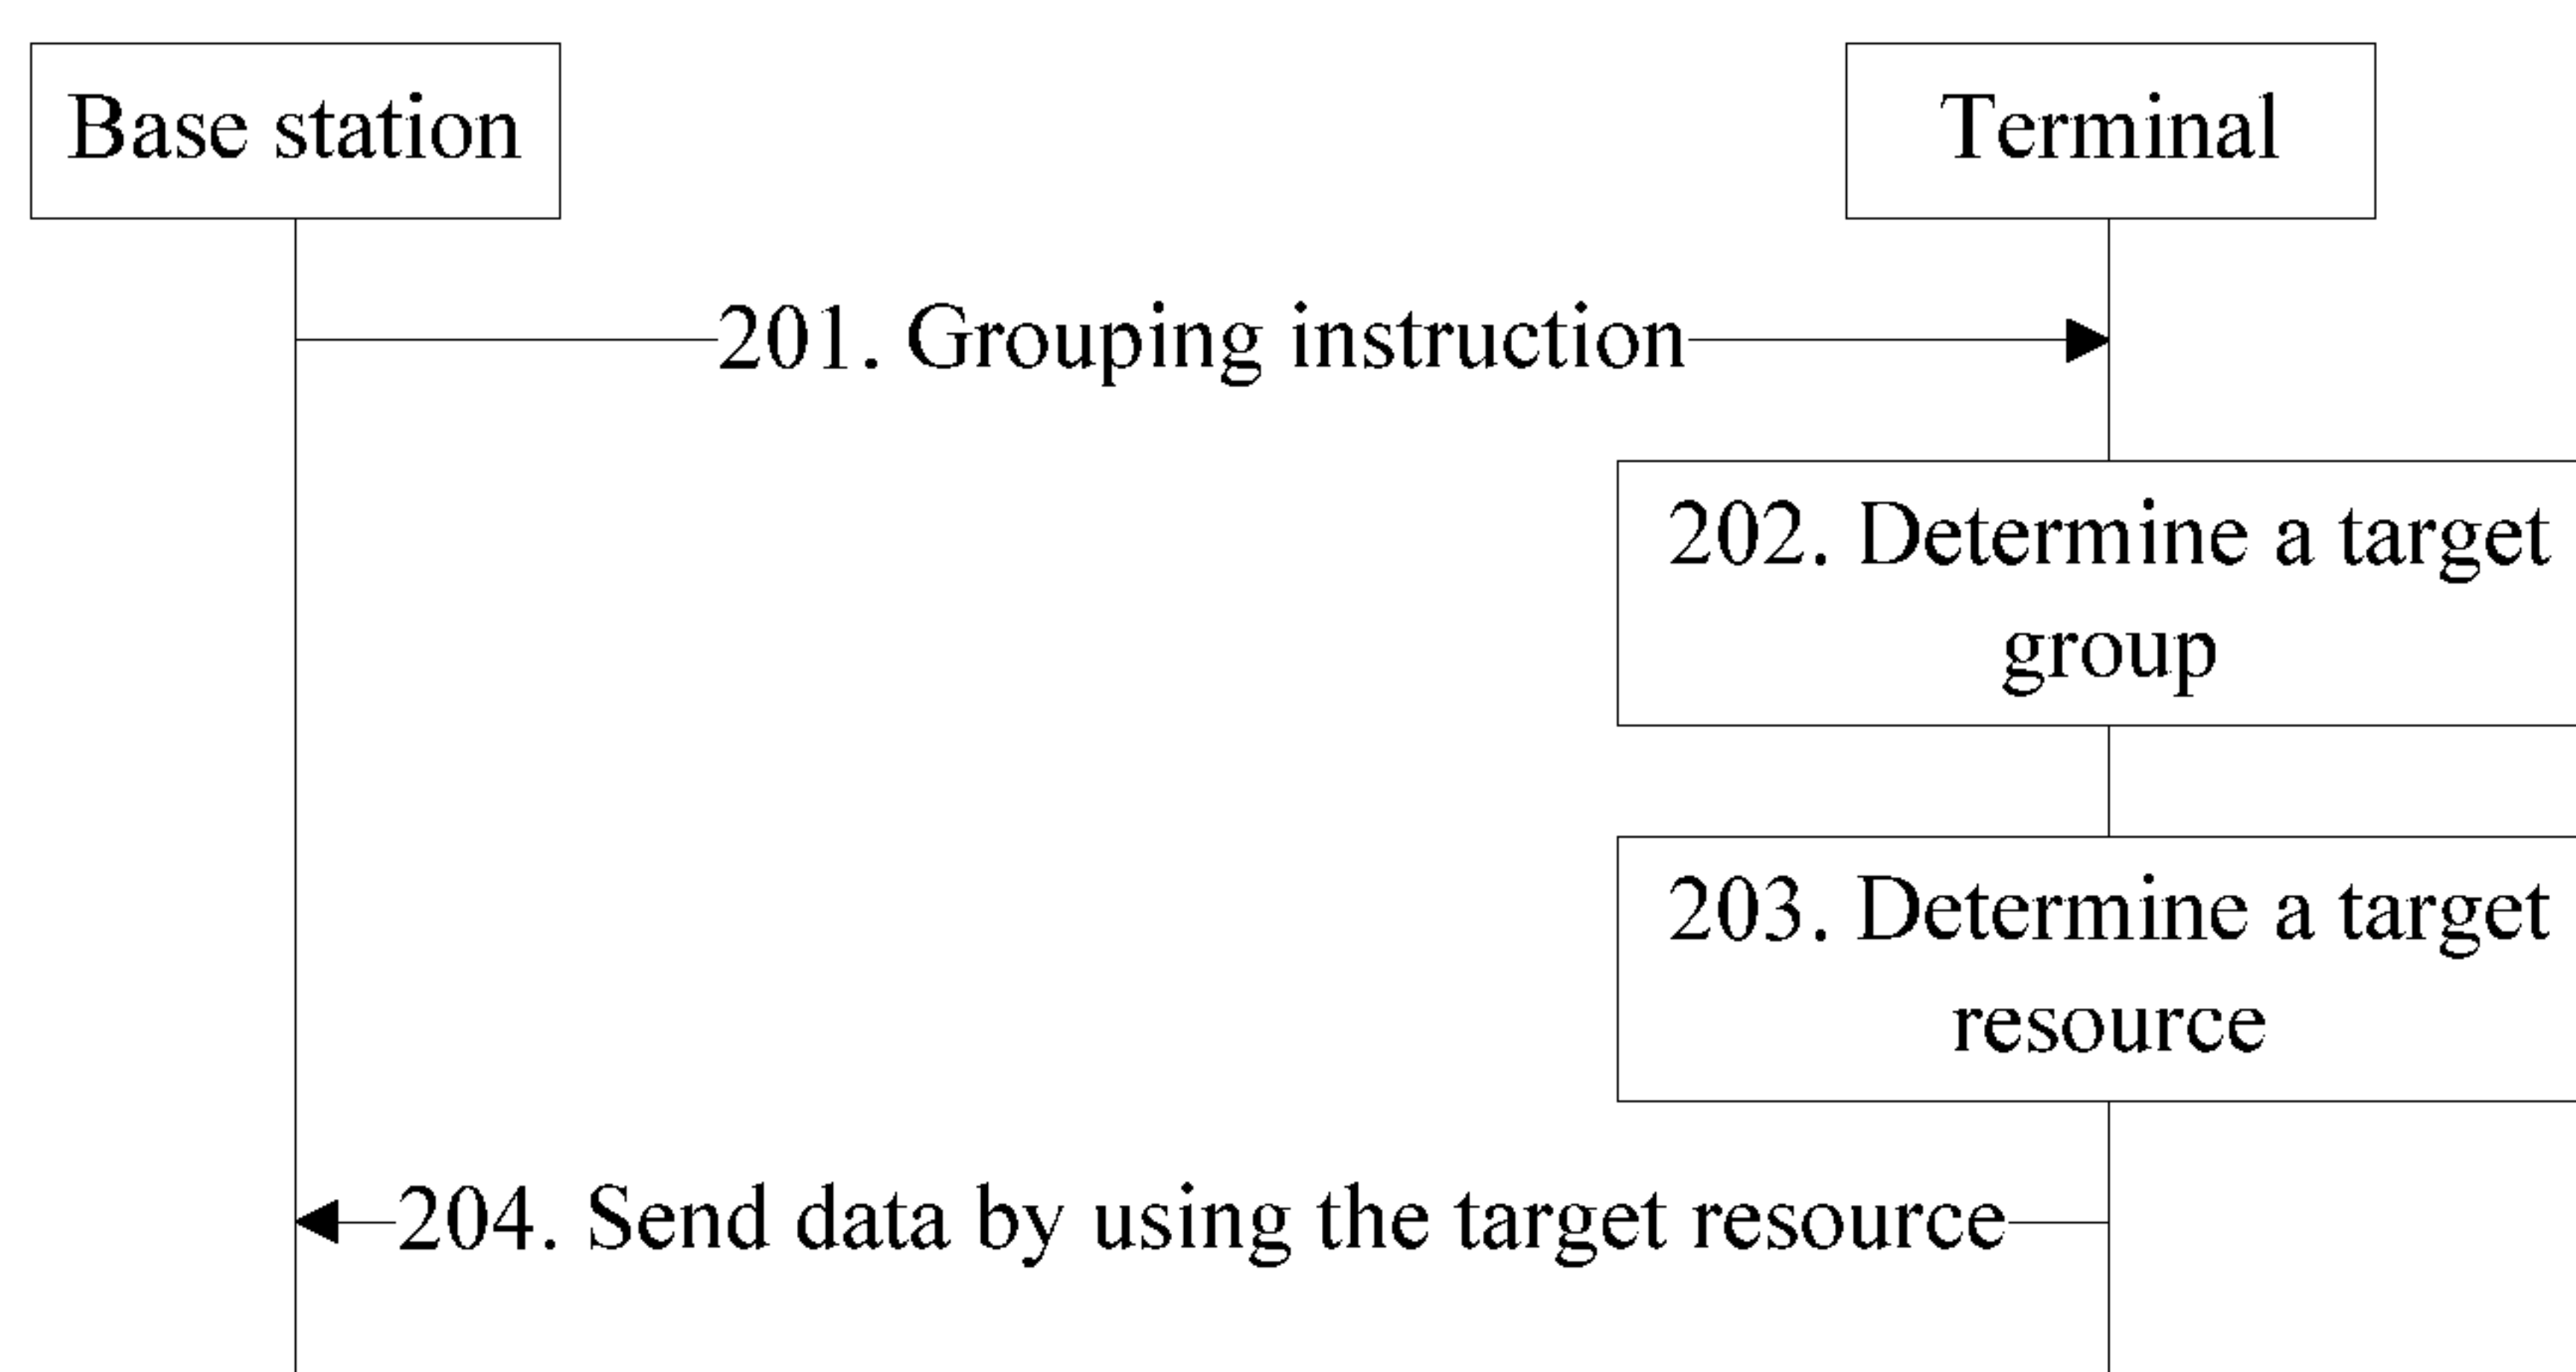 Base station
Terminal
201. Grouping instruction
202. Determine a target
group
203. Determine a target
resource
204. Send data by using the target resource